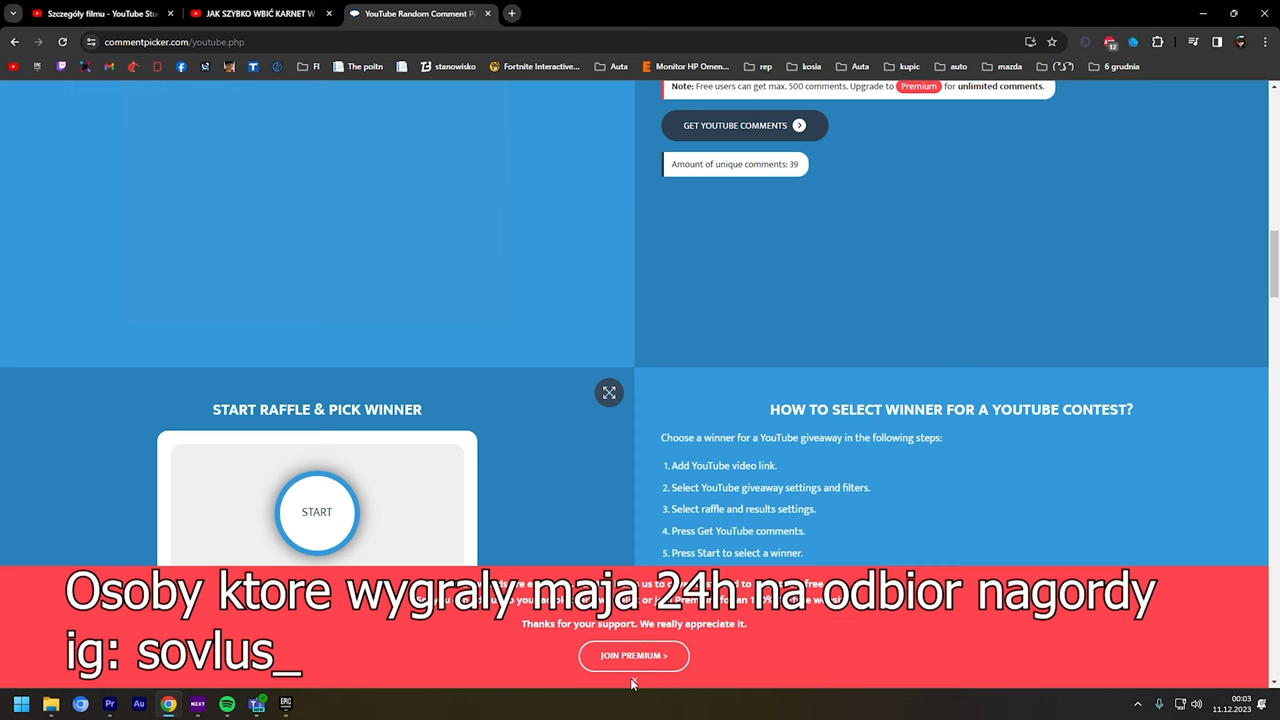 Szczegóły filmu - YouTube Stu
JAK SZYBKO WBIĆ KARNET W
YouTube Random Comment Pi
commentpicker.com/youtube.php
12
FI
The poitn
stanowisko
Fortnite Interactive...
Auta
Monitor HP Omen...
rep
kosia
Auta
kupic
auto
mazda
6 grudnia
Note: Free users can get max. 500 comments. Upgrade to Premium for unlimited comments.
GET YOUTUBE COMMENTS
Amount of unique comments: 39
START RAFFLE & PICK WINNER
START
HOW TO SELECT WINNER FOR A YOUTUBE CONTEST?
Choose a winner for a YouTube giveaway in the following steps:
1. Add YouTube video link.
2. Select YouTube giveaway settings and filters.
3. Select raffle and results settings.
4. Press Get YouTube comments.
5. Press Start to select a winner.
Osoby ktore wygraly maja 24h na odbior nagordy
ig: sovlus_
Thanks for your support. We really appreciate it.
JOIN PREMIUM >
00:03
11.12.2023